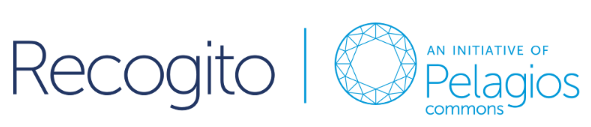 Recogito
AN INITIATIVE OF
Pelagios
commons